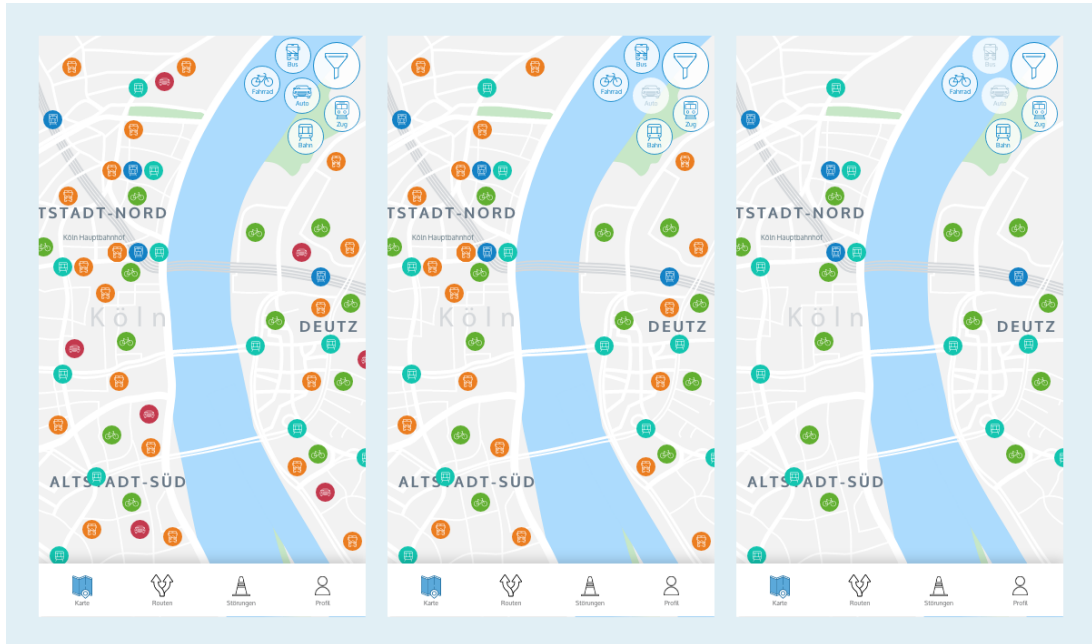 Bus
Fahrrad
Auto
Zug
Bahn
TSTADT-NORD
Köln Hauptbahnhof
Köln
DEUTZ
ALTSTADT-SÜD
Karte
Routen
Störungen
Profil
Bus
Fahrrad
Auto
Zug
Bahn
TSTADT-NORD
Köln Hauptbahnhof
Köln
DEUTZ
ALTSTADT-SÜD
Karte
Routen
Störungen
Profil
Bus
Fahrrad
Auto
Zug
Bahn
TSTADT-NORD
Köln Hauptbahnhof
Köln
DEUTZ
ALTSTADT-SÜD
Karte
Routen
Störungen
Profil